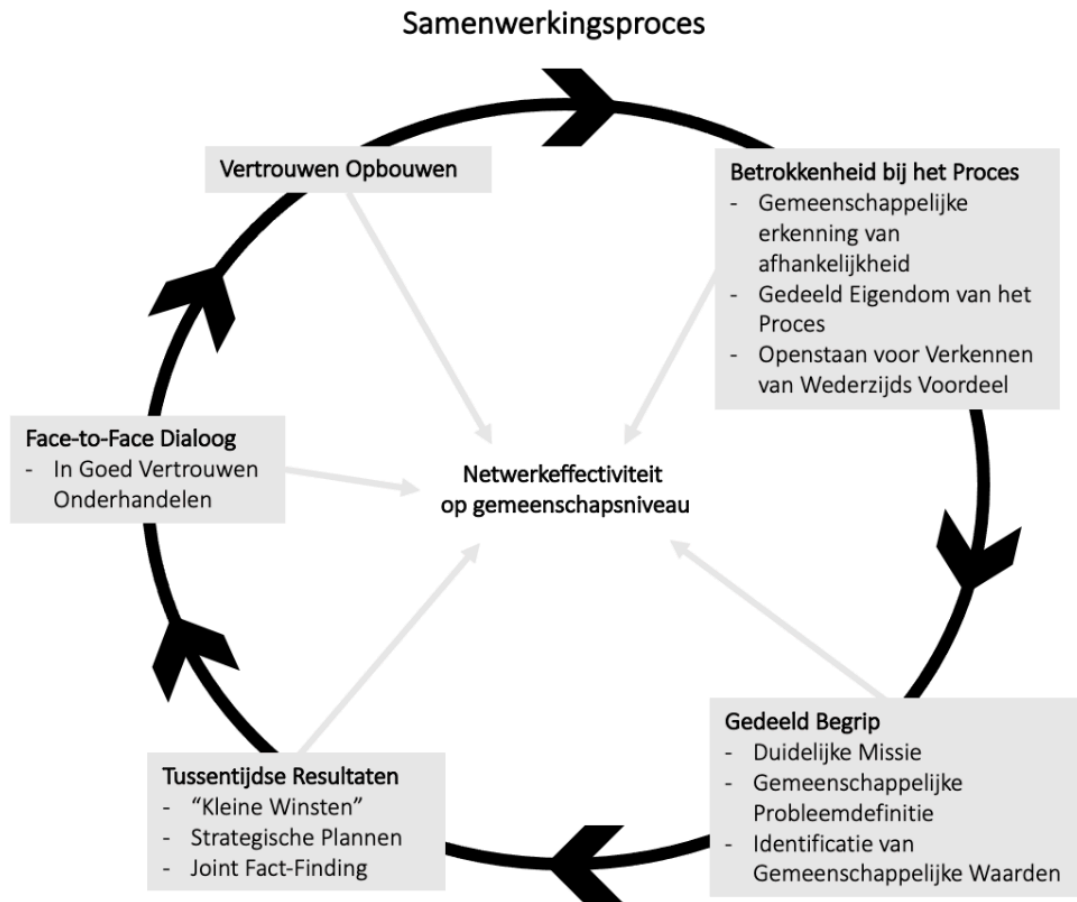 Samenwerkingsproces
Vertrouwen Opbouwen
Betrokkenheid bij het Proces
- Gemeenschappelijke
erkenning van
afhankelijkheid
- Gedeeld Eigendom van het
Proces
- Openstaan voor Verkennen
van Wederzijds Voordeel
Face-to-Face Dialoog
- In Goed Vertrouwen
Onderhandelen
Netwerkeffectiviteit
op gemeenschapsniveau
Gedeeld Begrip
- Duidelijke Missie
- Gemeenschappelijke
Probleemdefinitie
- Identificatie van
Gemeenschappelijke Waarden
Tussentijdse Resultaten
- “Kleine Winsten”
- Strategische Plannen
- Joint Fact-Finding